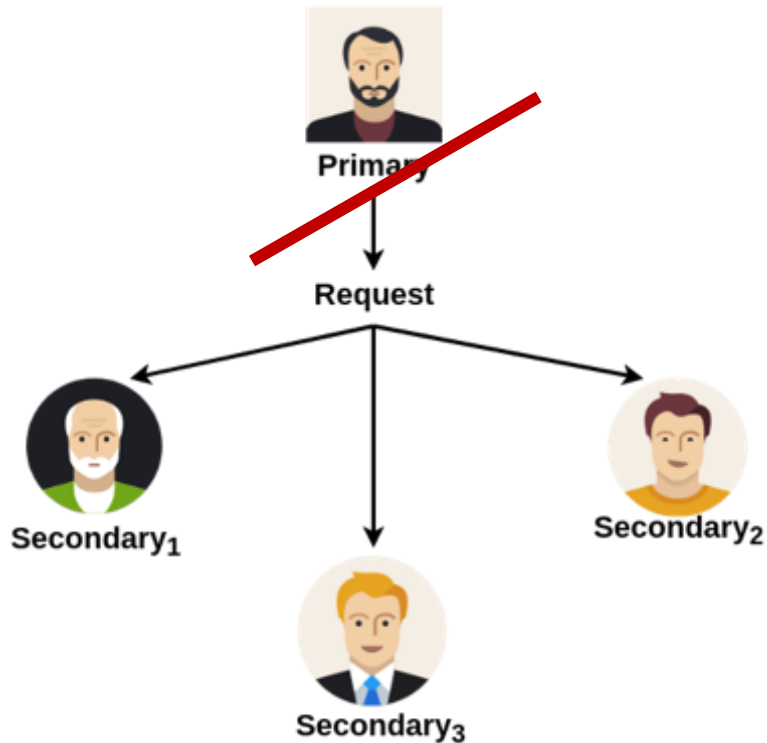 Primary
Request
Secondary₁
Secondary₂
Secondary₃